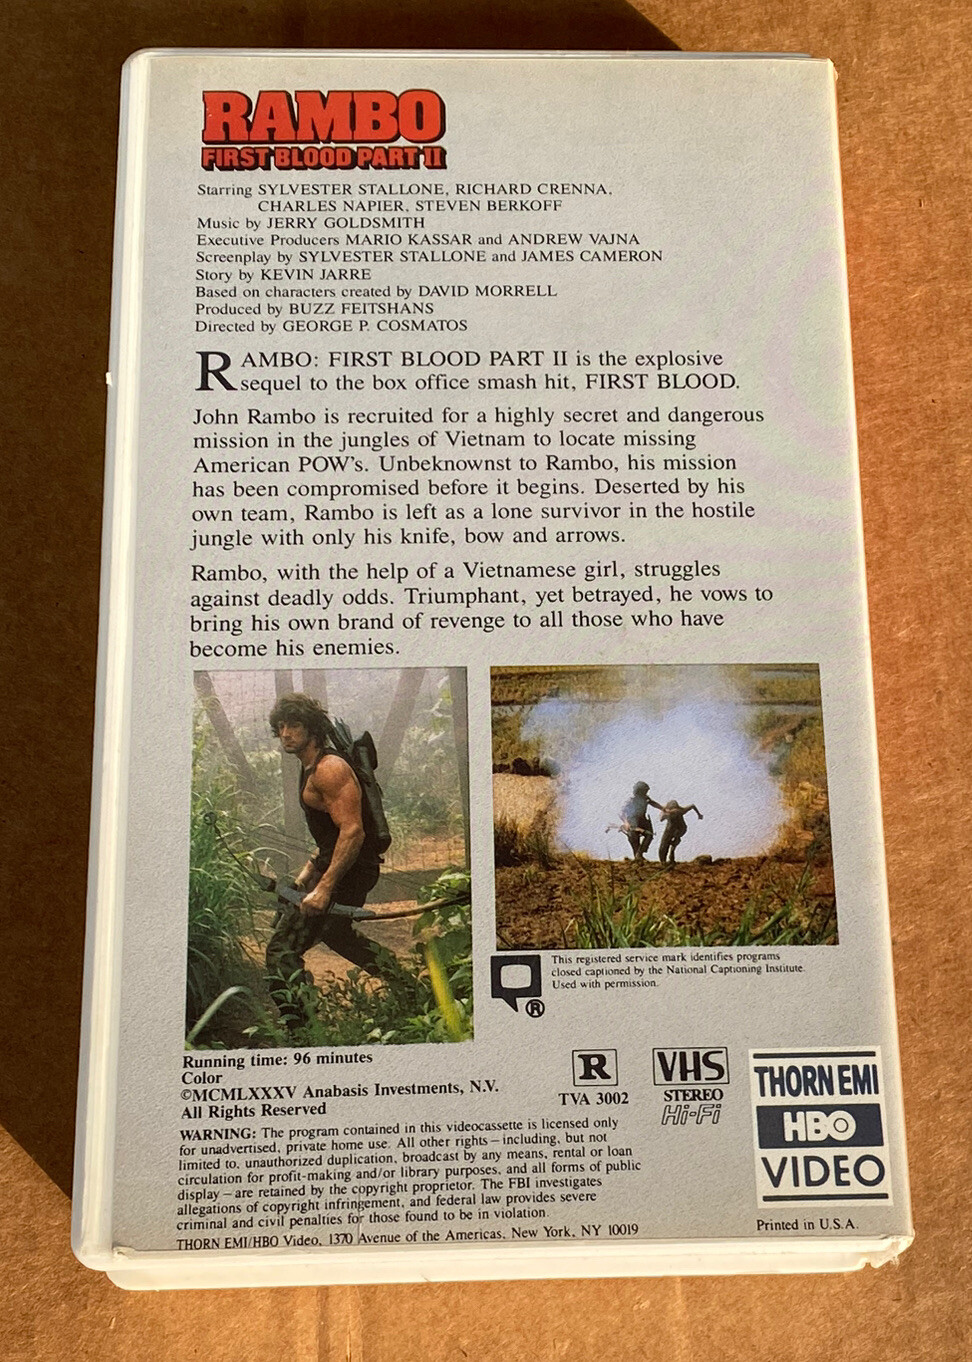 RAMBO
FIRST BLOOD PART II
Starring SYLVESTER STALLONE, RICHARD CRENNA,
CHARLES NAPIER, STEVEN BERKOFF
Music by JERRY GOLDSMITH
Executive Producers MARIO KASSAR and ANDREW VAJNA
Screenplay by SYLVESTER STALLONE and JAMES CAMERON
Story by KEVIN JARRE
Based on characters created by DAVID MORRELL
Produced by BUZZ FEITSHANS
Directed by GEORGE P. COSMATOS
RAMBO: FIRST BLOOD PART II is the explosive
sequel to the box office smash hit, FIRST BLOOD.
John Rambo is recruited for a highly secret and dangerous
mission in the jungles of Vietnam to locate missing
American POW's. Unbeknownst to Rambo, his mission
has been compromised before it begins. Deserted by his
own team, Rambo is left as a lone survivor in the hostile
jungle with only his knife, bow and arrows.
Rambo, with the help of a Vietnamese girl, struggles
against deadly odds. Triumphant, yet betrayed, he vows to
bring his own brand of revenge to all those who have
become his enemies.
This registered service mark identifies programs
closed captioned by the National Captioning Institute.
Used with permission.
®
Running time: 96 minutes
Color
©MCMLXXXV Anabasis Investments, N.V.
All Rights Reserved
R
TVA 3002
VHS
STEREO
Hi-Fi
THORN EMI
HBO
VIDEO
WARNING: The program contained in this videocassette is licensed only
for unadvertised, private home use. All other rights – including, but not
limited to, unauthorized duplication, broadcast by any means, rental or loan
circulation for profit-making and/or library purposes, and all forms of public
display – are retained by the copyright proprietor. The FBI investigates
allegations of copyright infringement, and federal law provides severe
criminal and civil penalties for those found to be in violation.
THORN EMI/HBO Video, 1370 Avenue of the Americas, New York, NY 10019
Printed in U.S.A.